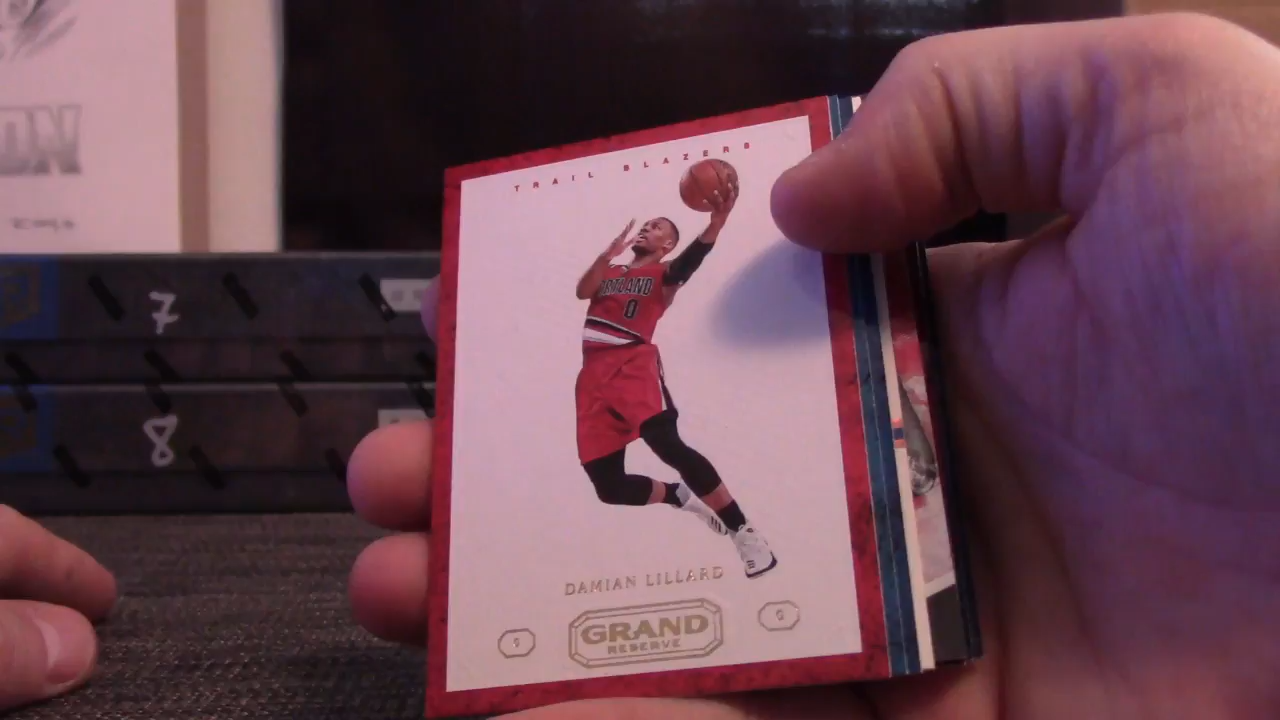 TRAIL BLAZERS
PORTLAND
0
DAMIAN LILLARD
GRAND
RESERVE
G
7
8